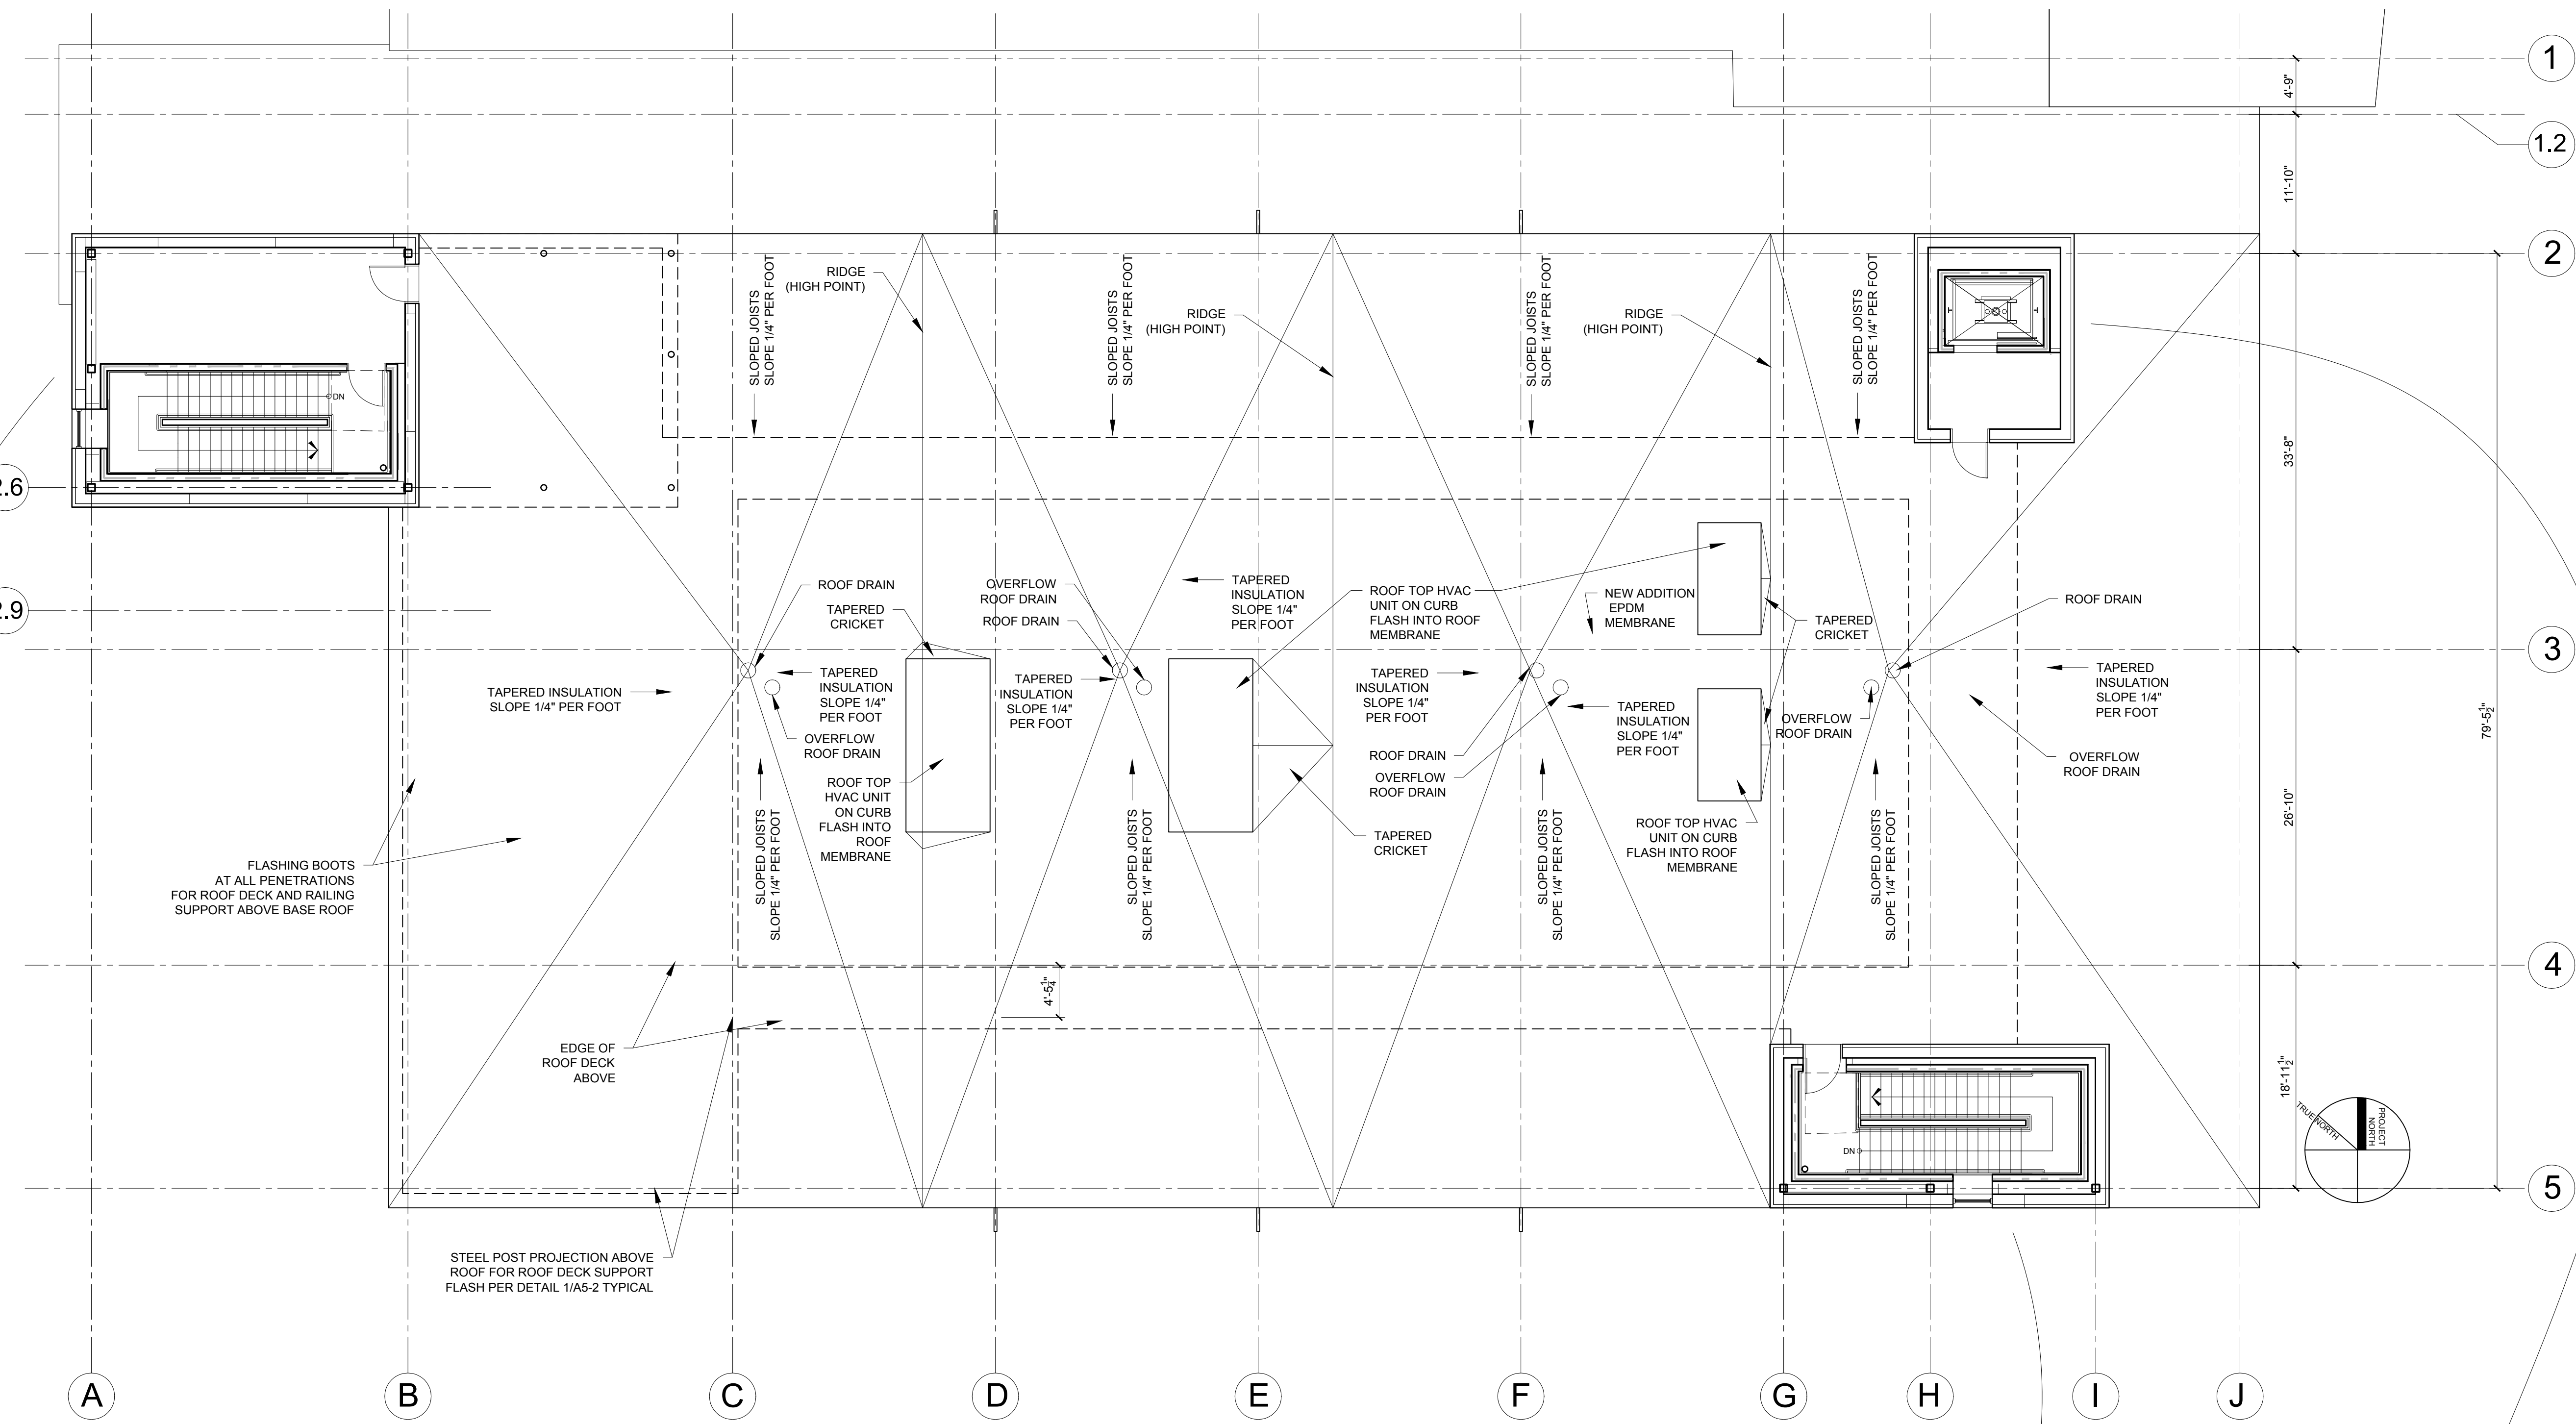 1
4'-9"
1.2
11'-10"
2
RIDGE
(HIGH POINT)
RIDGE
(HIGH POINT)
RIDGE
(HIGH POINT)
SLOPED JOISTS
SLOPE 1/4" PER FOOT
SLOPED JOISTS
SLOPE 1/4" PER FOOT
SLOPED JOISTS
SLOPE 1/4" PER FOOT
SLOPED JOISTS
SLOPE 1/4" PER FOOT
DN
33'-8"
2.6
2.9
ROOF DRAIN
TAPERED
CRICKET
OVERFLOW
ROOF DRAIN
ROOF DRAIN
TAPERED
INSULATION
SLOPE 1/4"
PER FOOT
ROOF TOP HVAC
UNIT ON CURB
FLASH INTO ROOF
MEMBRANE
NEW ADDITION
EPDM
MEMBRANE
TAPERED
CRICKET
ROOF DRAIN
3
TAPERED INSULATION
SLOPE 1/4" PER FOOT
TAPERED
INSULATION
SLOPE 1/4"
PER FOOT
OVERFLOW
ROOF DRAIN
TAPERED
INSULATION
SLOPE 1/4"
PER FOOT
TAPERED
INSULATION
SLOPE 1/4"
PER FOOT
TAPERED
INSULATION
SLOPE 1/4"
PER FOOT
OVERFLOW
ROOF DRAIN
TAPERED
INSULATION
SLOPE 1/4"
PER FOOT
OVERFLOW
ROOF DRAIN
79'-5 1/2"
ROOF DRAIN
OVERFLOW
ROOF DRAIN
ROOF TOP
HVAC UNIT
ON CURB
FLASH INTO
ROOF
MEMBRANE
TAPERED
CRICKET
ROOF TOP HVAC
UNIT ON CURB
FLASH INTO ROOF
MEMBRANE
26'-10"
SLOPED JOISTS
SLOPE 1/4" PER FOOT
SLOPED JOISTS
SLOPE 1/4" PER FOOT
SLOPED JOISTS
SLOPE 1/4" PER FOOT
SLOPED JOISTS
SLOPE 1/4" PER FOOT
FLASHING BOOTS
AT ALL PENETRATIONS
FOR ROOF DECK AND RAILING
SUPPORT ABOVE BASE ROOF
4
4'-5 1/4"
EDGE OF
ROOF DECK
ABOVE
18'-11 1/2"
DN
TRUE NORTH
PROJECT
NORTH
5
STEEL POST PROJECTION ABOVE
ROOF FOR ROOF DECK SUPPORT
FLASH PER DETAIL 1/A5-2 TYPICAL
A
B
C
D
E
F
G
H
I
J